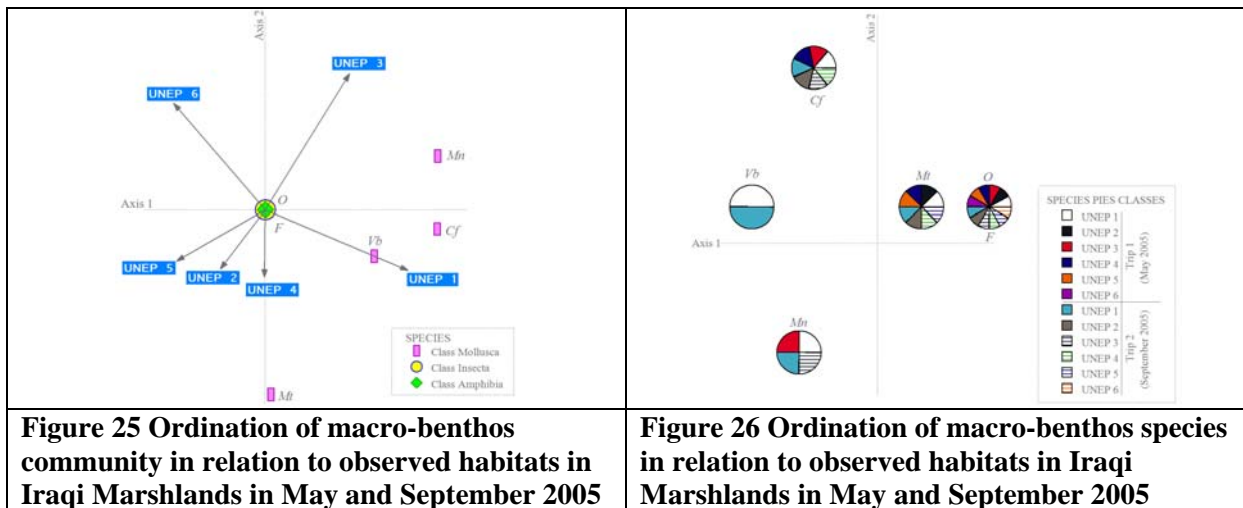 Axis 2
UNEP 3
UNEP 6
Mn
Axis 1
O
F
Cf
Vb
UNEP 5
UNEP 2
UNEP 4
UNEP 1
SPECIES
Class Mollusca
Class Insecta
Class Amphibia
Mt
Figure 25 Ordination of macro-benthos
community in relation to observed habitats in
Iraqi Marshlands in May and September 2005
Axis 2
Cf
Vb
Mt
O
F
Axis 1
Mn
SPECIES PIES CLASSES
UNEP 1
UNEP 2
UNEP 3
UNEP 4
UNEP 5
UNEP 6
Trip 1
(May 2005)
UNEP 1
UNEP 2
UNEP 3
UNEP 4
UNEP 5
UNEP 6
Trip 2
(September 2005)
Figure 26 Ordination of macro-benthos species
in relation to observed habitats in Iraqi
Marshlands in May and September 2005